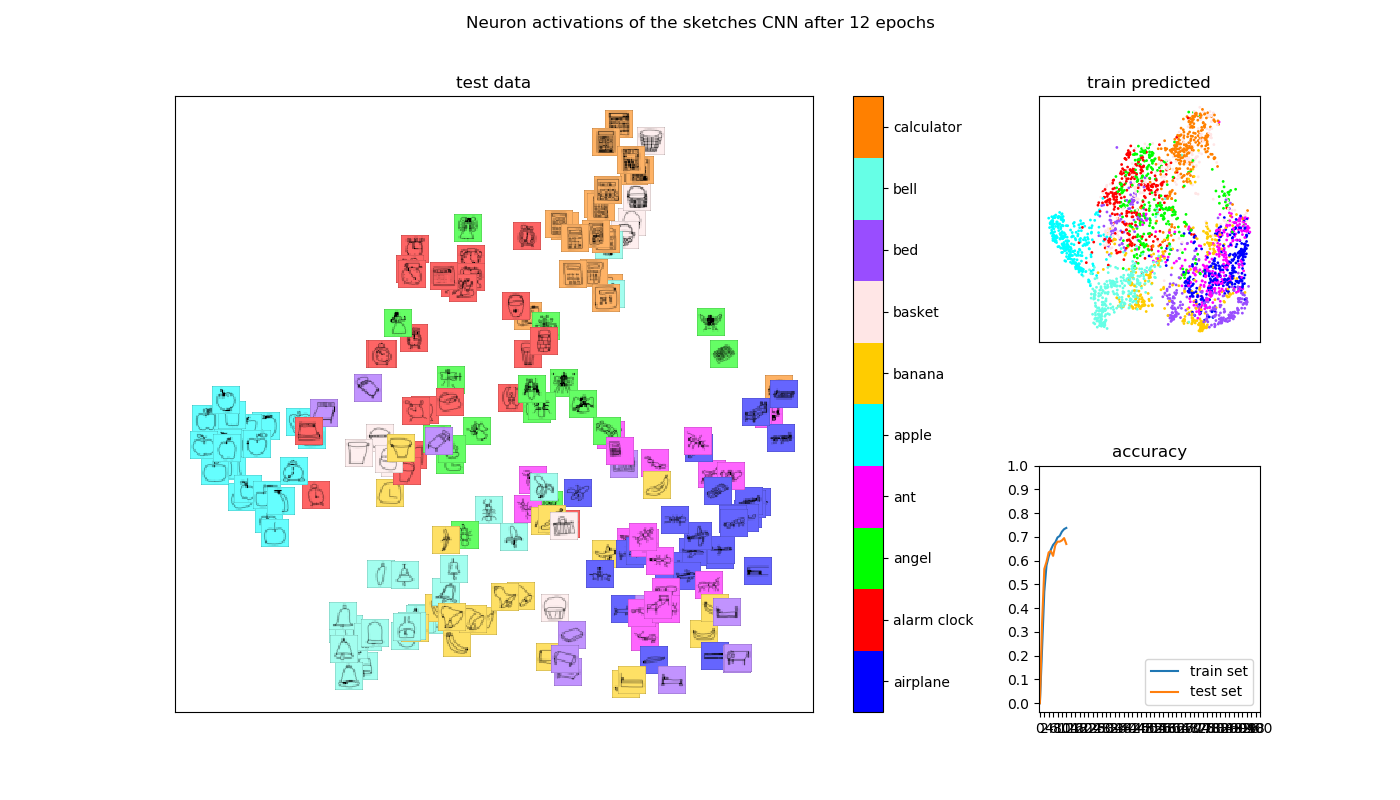 Neuron activations of the sketches CNN after 12 epochs
test data
calculator
bell
bed
basket
banana
apple
ant
angel
alarm clock
airplane
train predicted
accuracy
1.0
0.9
0.8
0.7
0.6
0.5
0.4
0.3
0.2
0.1
0.0
train set
test set